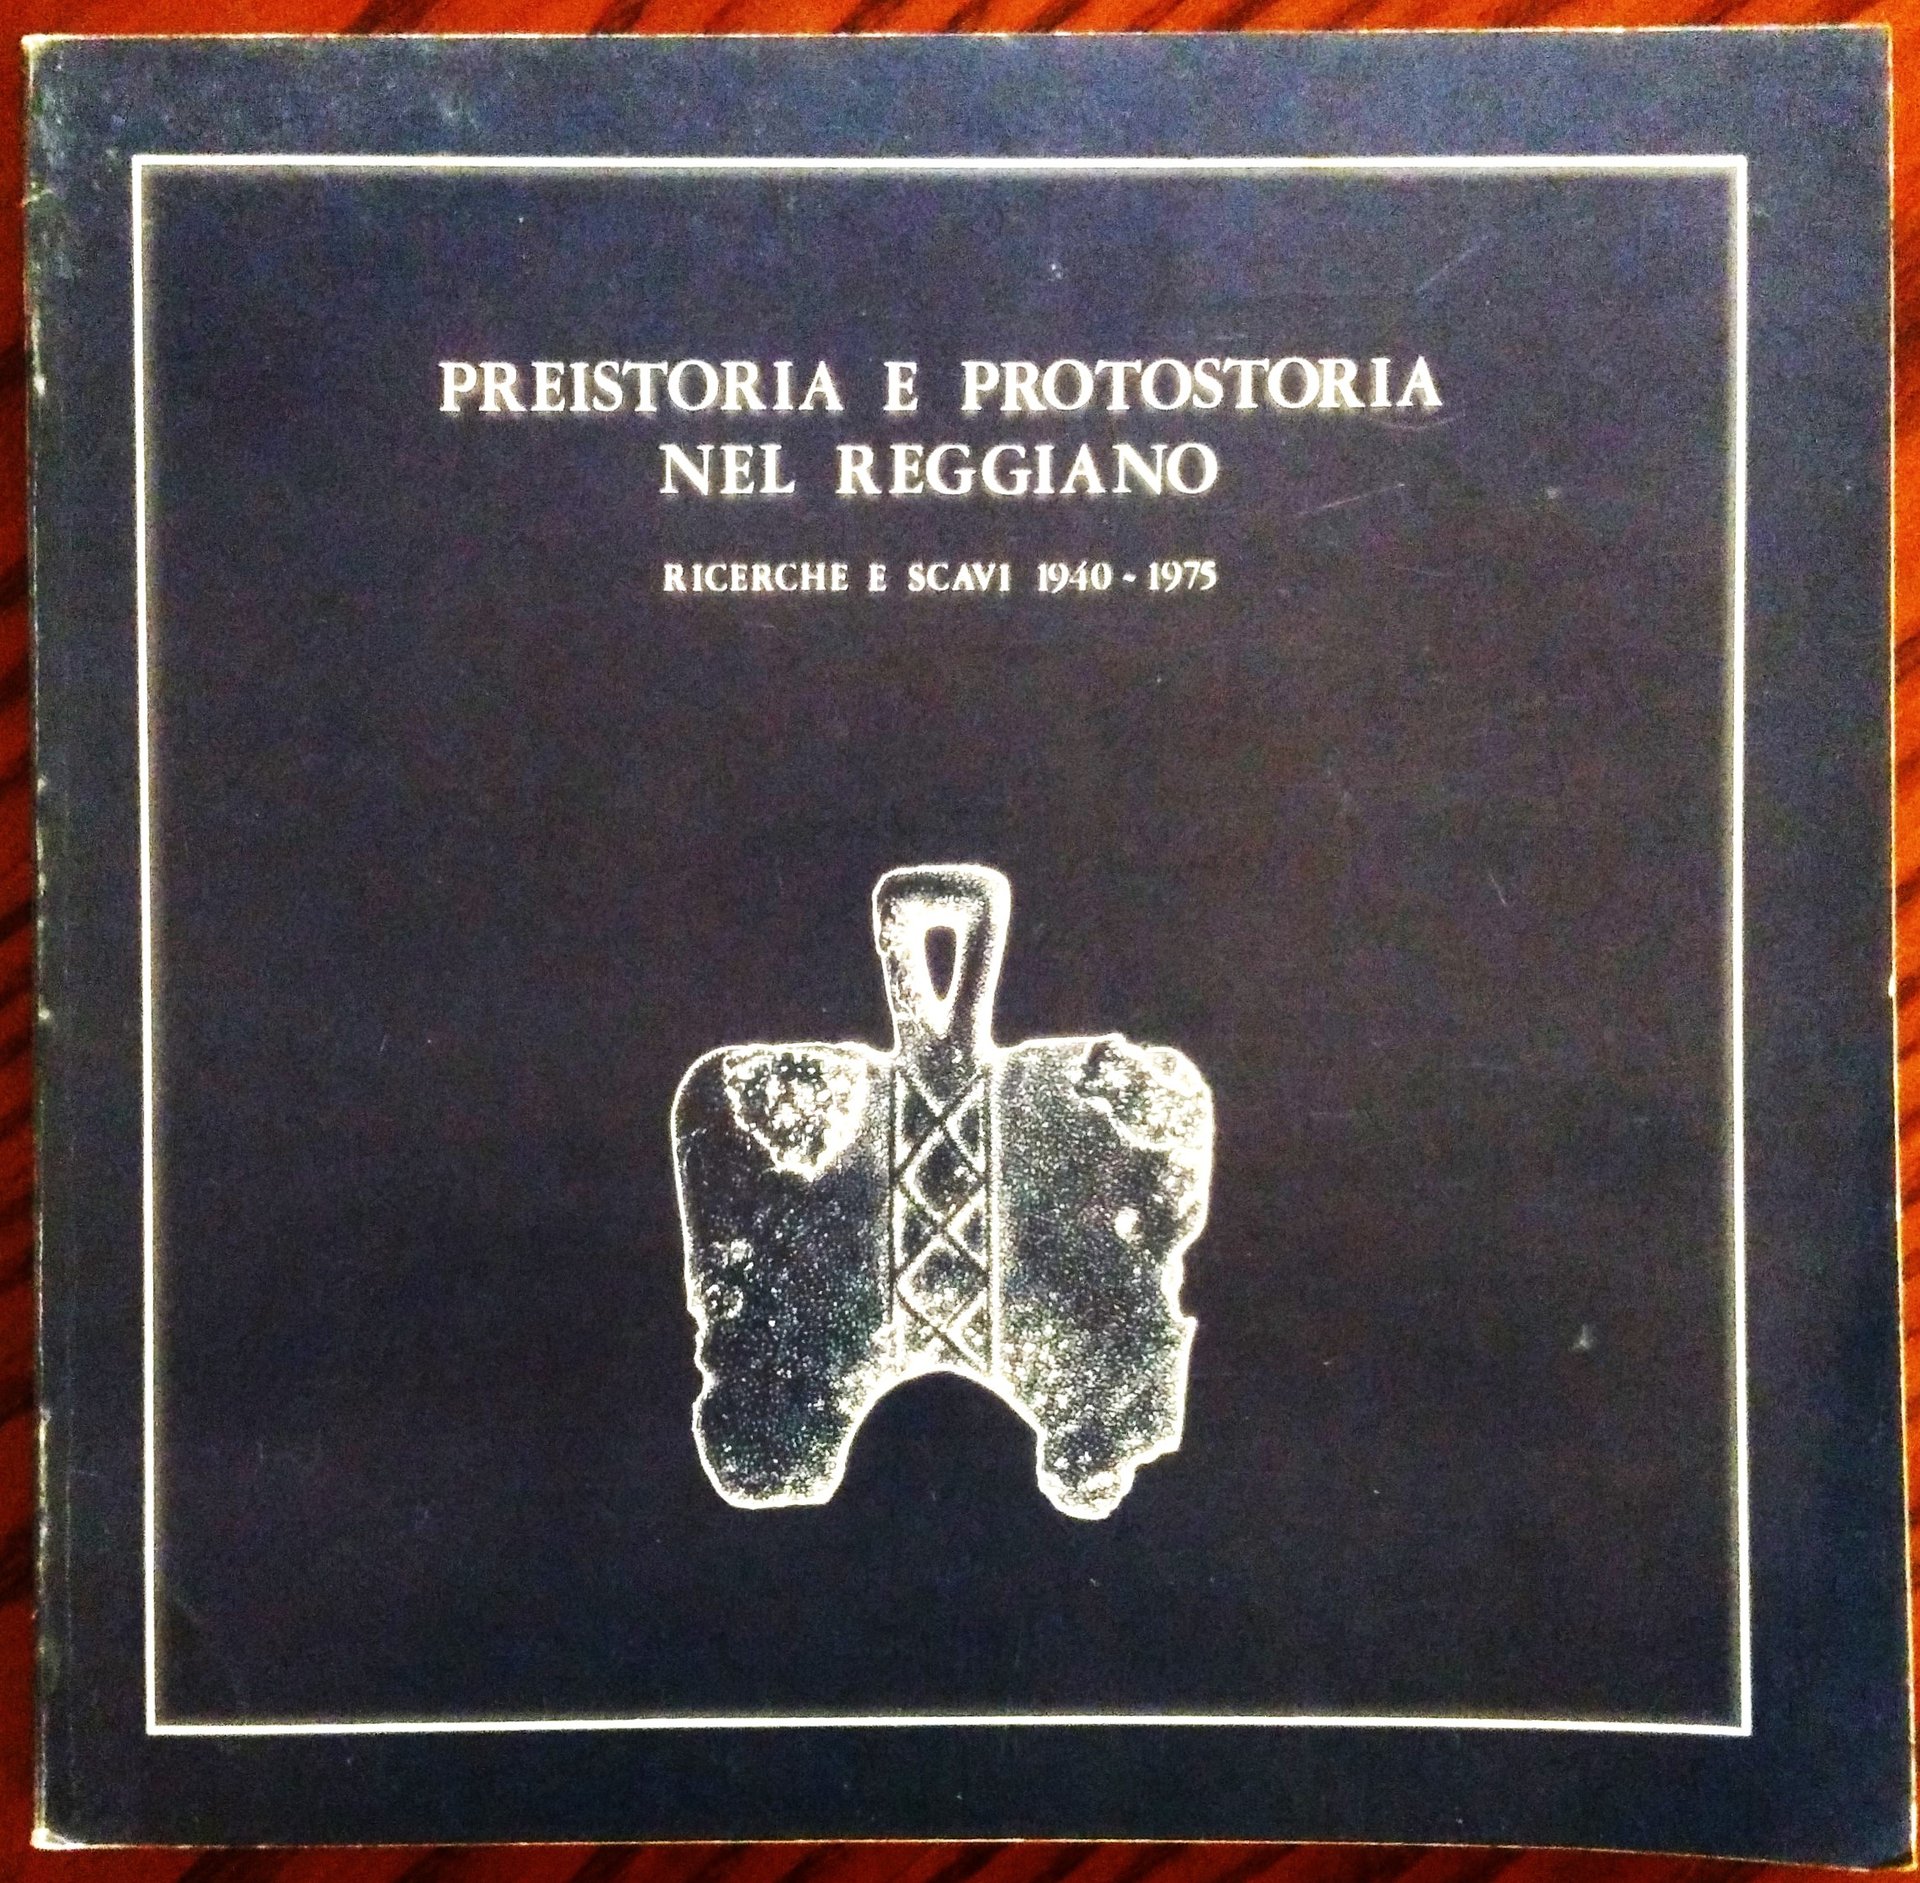 PREISTORIA E PROTOSTORIA
NEL REGGIANO
RICERCHE E SCAVI 1940 - 1975